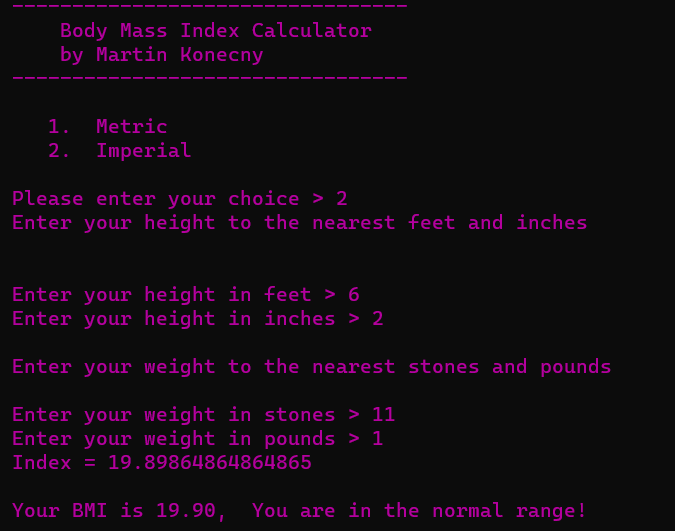 ---------------------------------
Body Mass Index Calculator
by Martin Konecny
---------------------------------
1. Metric
2. Imperial
Please enter your choice > 2
Enter your height to the nearest feet and inches
Enter your height in feet > 6
Enter your height in inches > 2
Enter your weight to the nearest stones and pounds
Enter your weight in stones > 11
Enter your weight in pounds > 1
Index = 19.89864864864865
Your BMI is 19.90,  You are in the normal range!